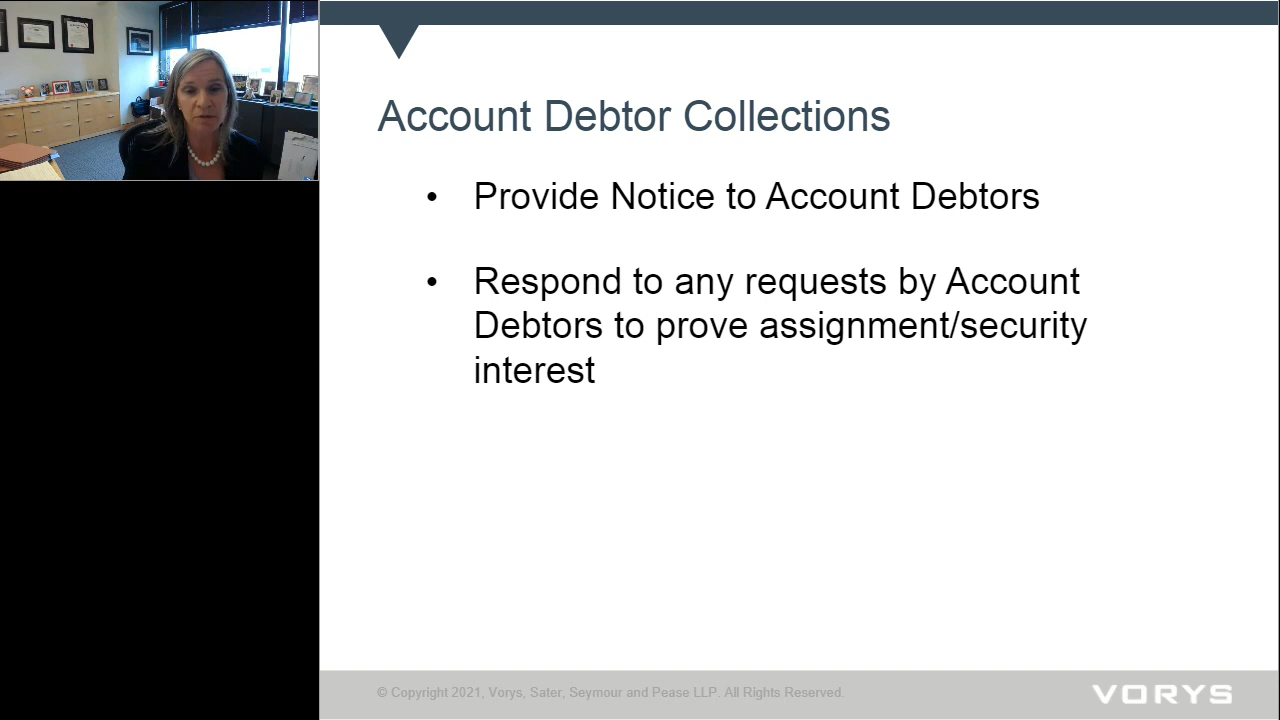 Account Debtor Collections
• Provide Notice to Account Debtors
• Respond to any requests by Account
Debtors to prove assignment/security
interest
© Copyright 2021, Vorys, Sater, Seymour and Pease LLP. All Rights Reserved.
VORYS